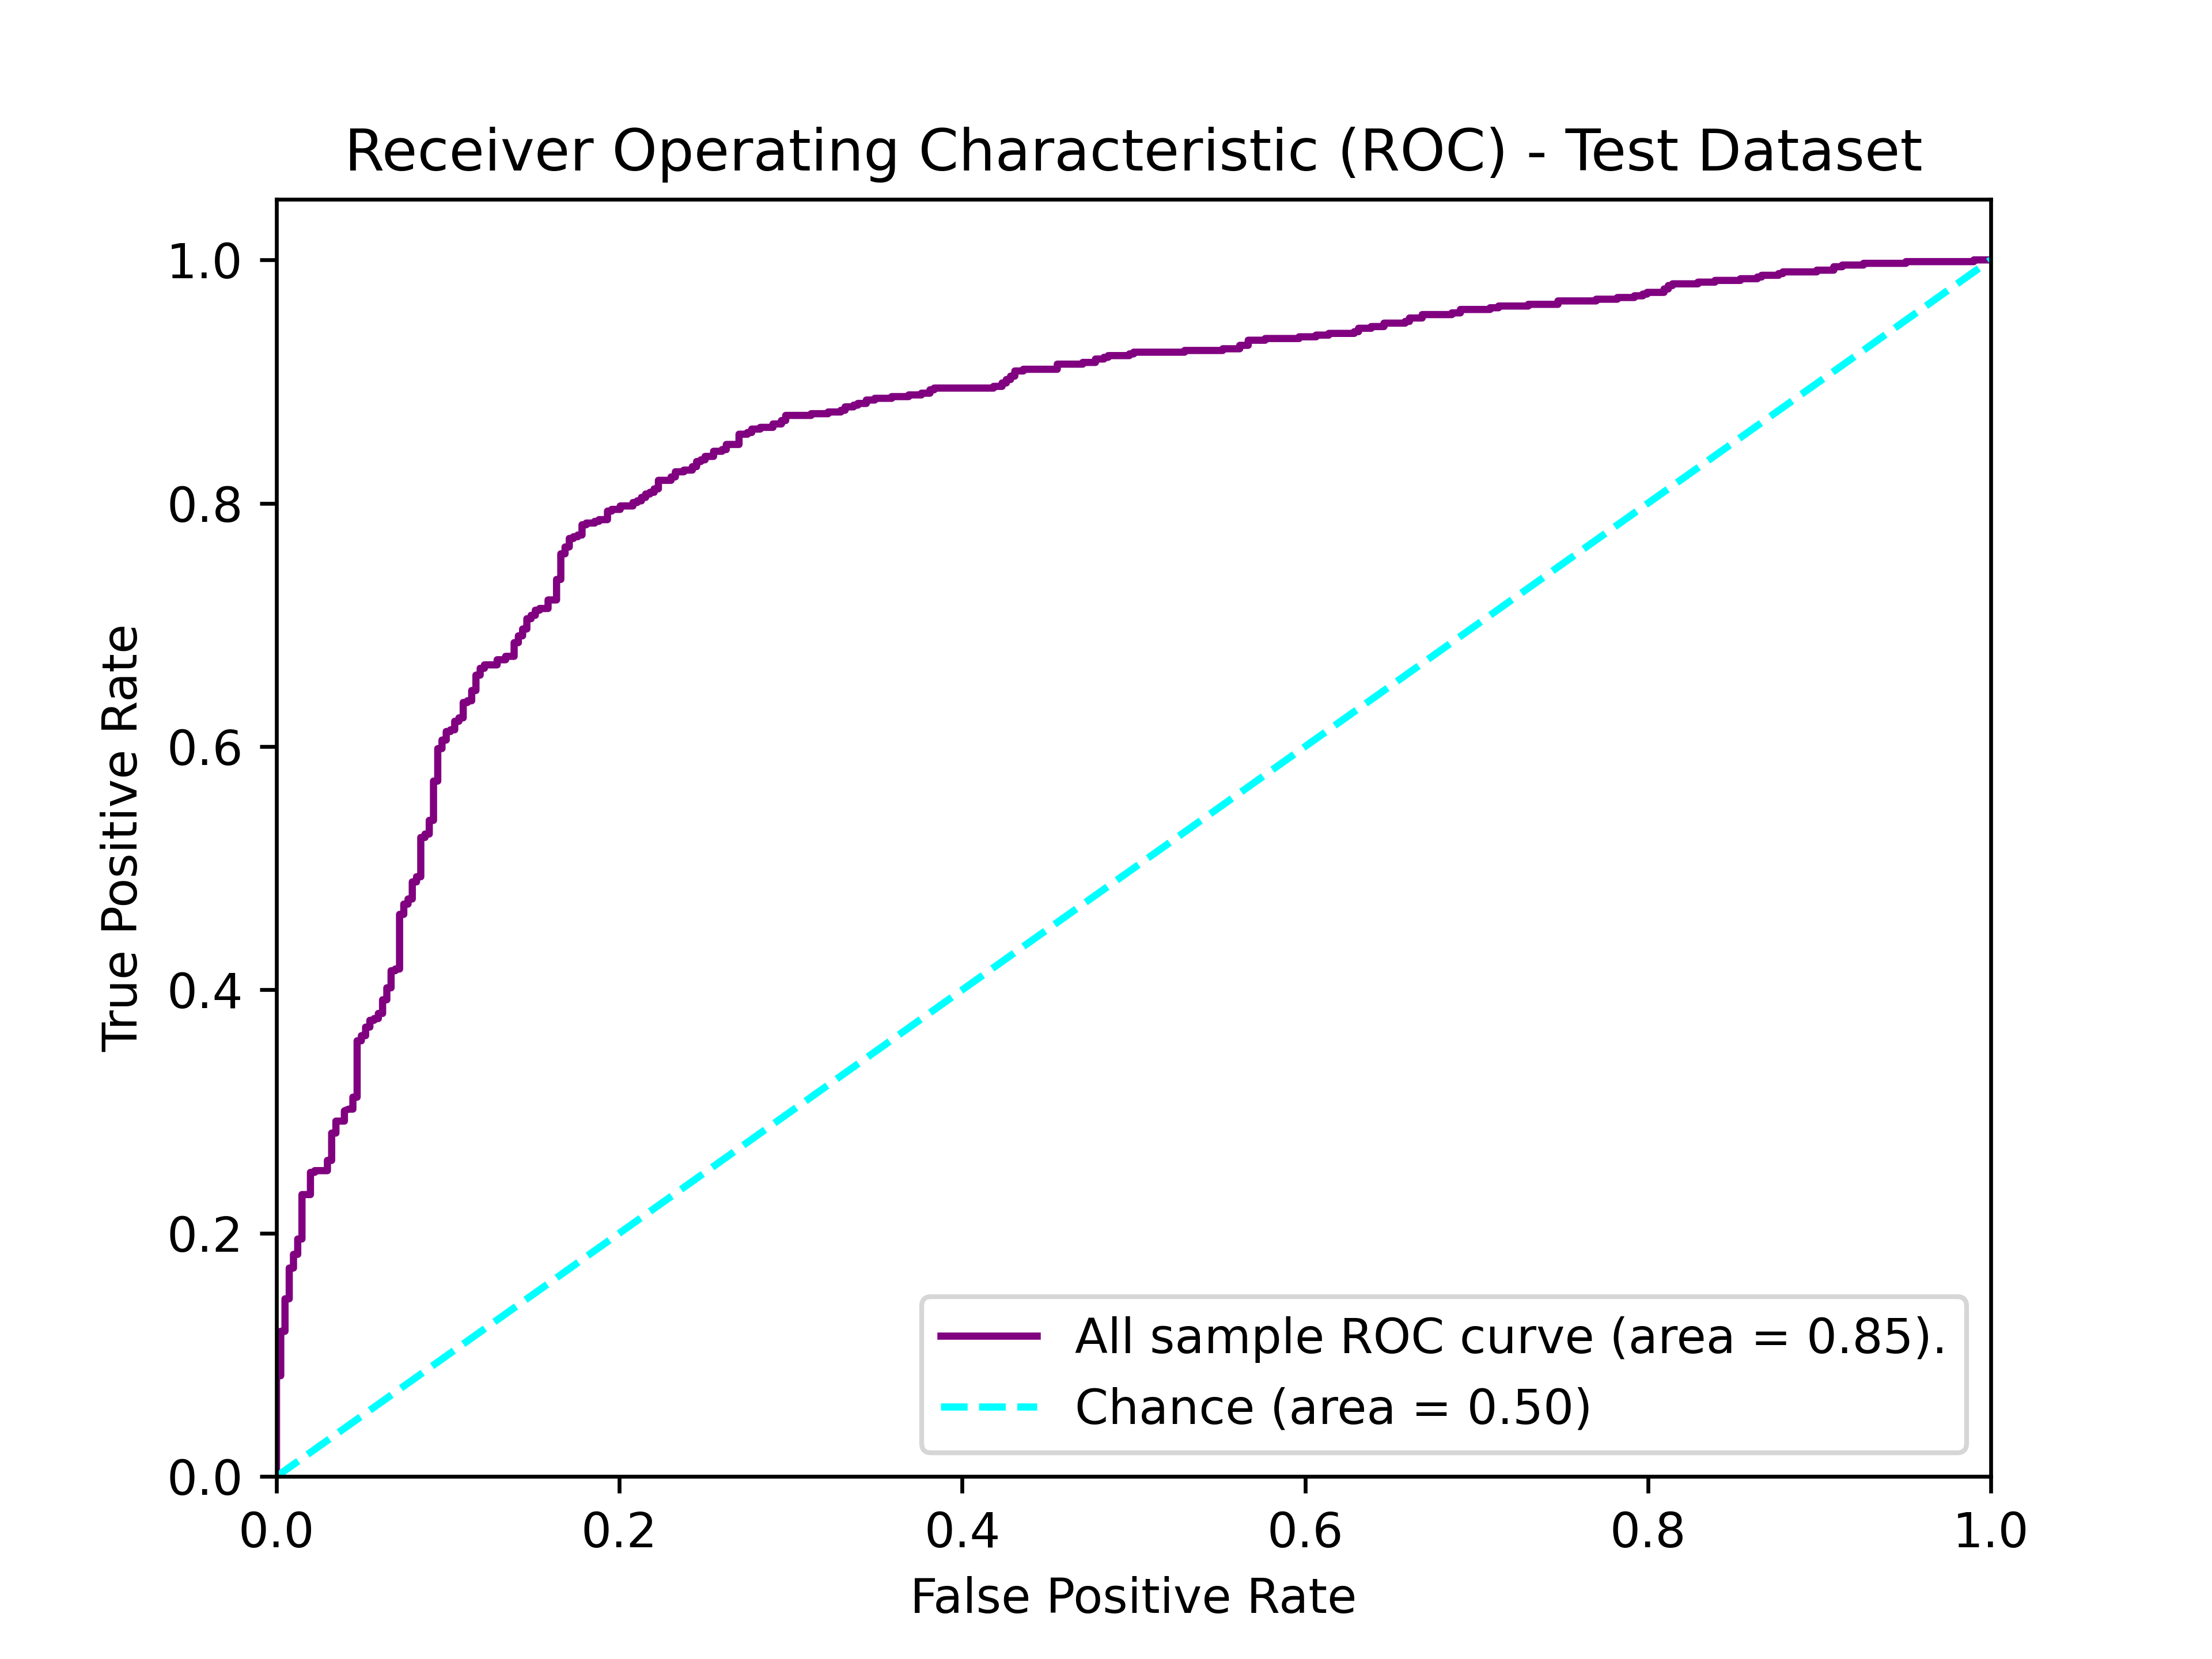 Receiver Operating Characteristic (ROC) - Test Dataset
1.0
0.8
0.6
0.4
0.2
0.0
True Positive Rate
All sample ROC curve (area = 0.85).
Chance (area = 0.50)
0.0 0.2 0.4 0.6 0.8 1.0
False Positive Rate